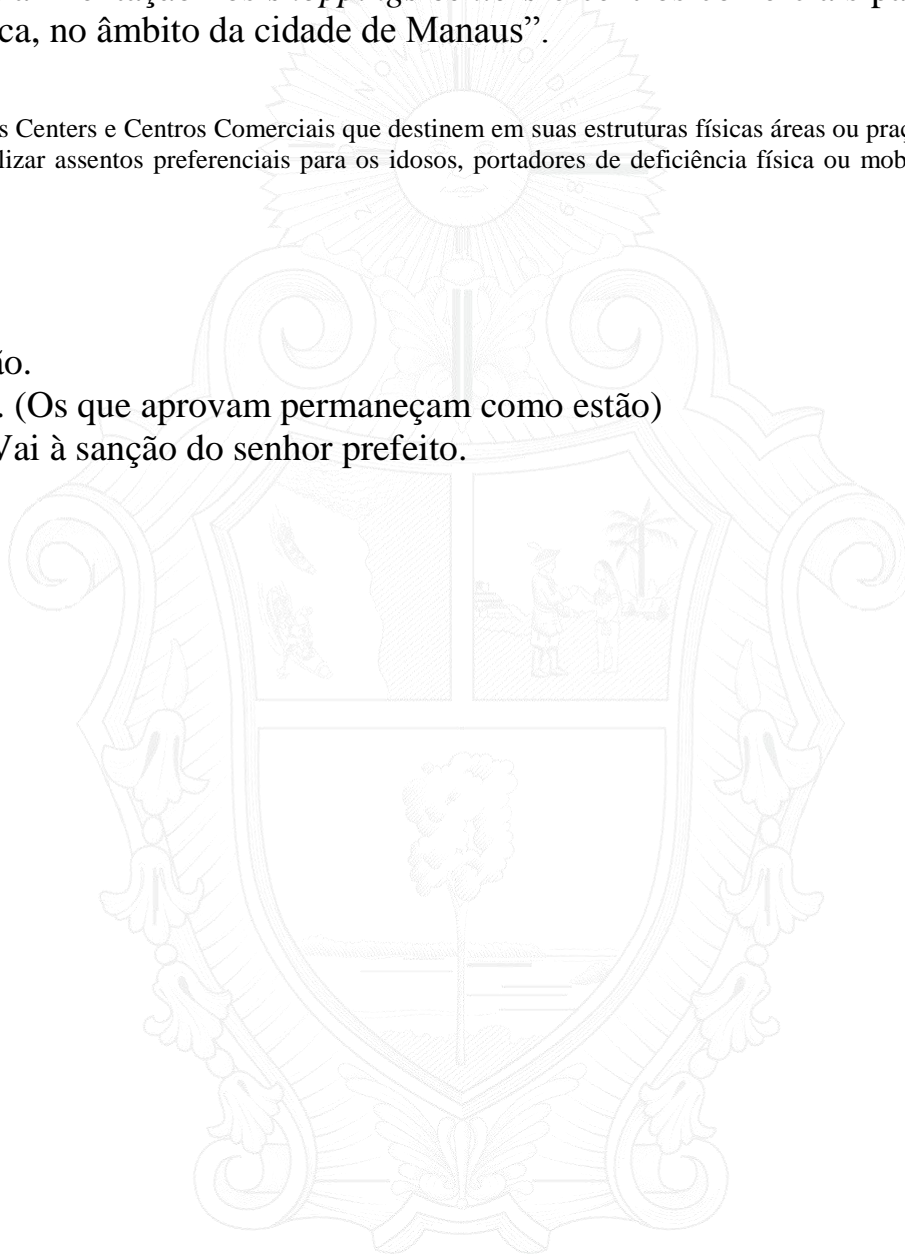 ca, no âmbito da cidade de Manaus”.
s Centers e Centros Comerciais que destinem em suas estruturas físicas áreas ou praç
lizar assentos preferenciais para os idosos, portadores de deficiência física ou mob
ão.
. (Os que aprovam permaneçam como estão)
Vai à sanção do senhor prefeito.